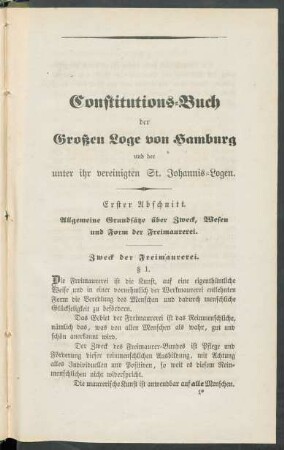 Constitutions-Buch
der
Großen Loge von Hamburg
und der
unter ihr vereinigten St. Johannis-Logen.
Erster Abschnitt.
Allgemeine Grundsätze über Zweck, Wesen
und Form der Freimaurerei.
Zweck der Freimaurerei.
§ 1.
Die Freimaurerei ist die Kunst, auf eine eigenthümliche
Weise und in einer vornehmlich der Werkmaurerei entlehnten
Form die Veredlung des Menschen und dadurch menschliche
Glückseligkeit zu befördern.
Das Gebiet der Freimaurerei ist das Reinmenschliche,
nämlich das, was von allen Menschen als wahr, gut und
schön anerkannt wird.
Der Zweck des Freimaurer-Bundes ist Pflege und
Förderung dieser reinmenschlichen Ausbildung, mit Achtung
alles Individuellen und Positiven, so weit es diesem Rein-
menschlichen nicht widerspricht.
Die maurerische Kunst ist anwendbar auf alle Menschen.
1*